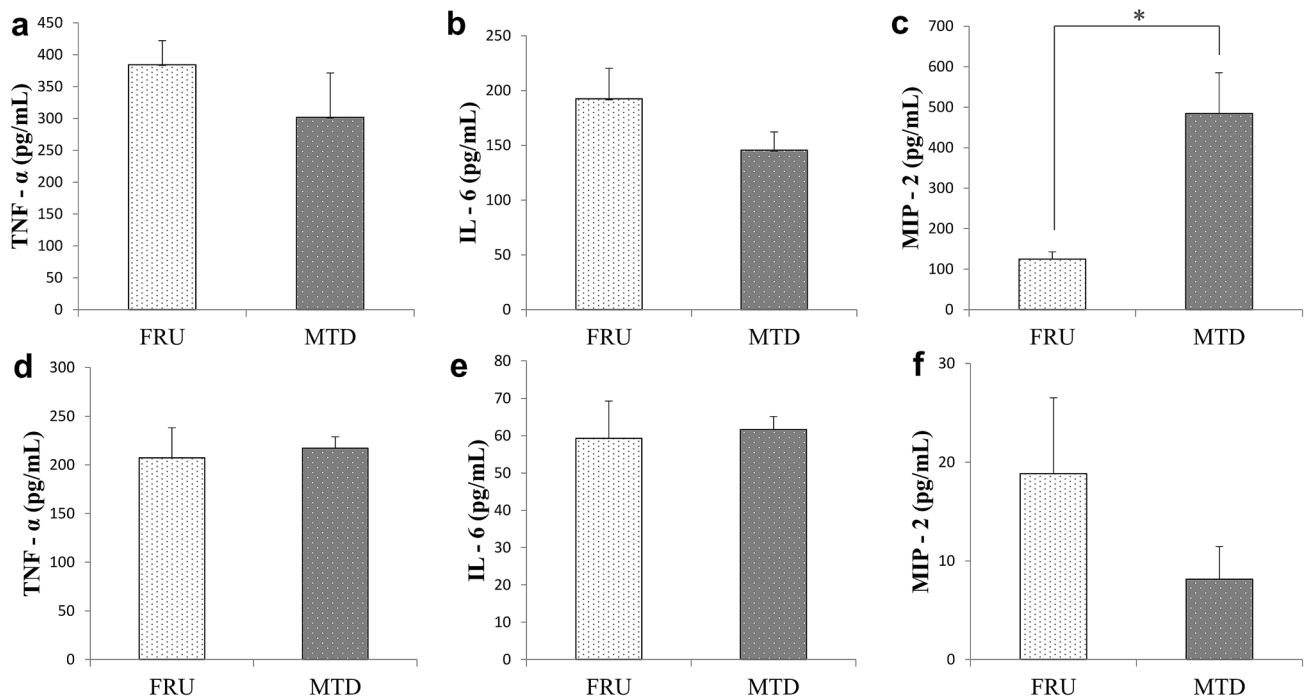 a
TNF - α (pg/mL)
450
400
350
300
250
200
150
100
50
0
FRU
MTD
b
IL - 6 (pg/mL)
250
200
150
100
50
0
FRU
MTD
c
MIP - 2 (pg/mL)
700
600
500
400
300
200
100
0
*
FRU
MTD
d
TNF - α (pg/mL)
300
250
200
150
100
50
0
FRU
MTD
e
IL - 6 (pg/mL)
80
70
60
50
40
30
20
10
0
FRU
MTD
f
MIP - 2 (pg/mL)
30
20
10
0
FRU
MTD